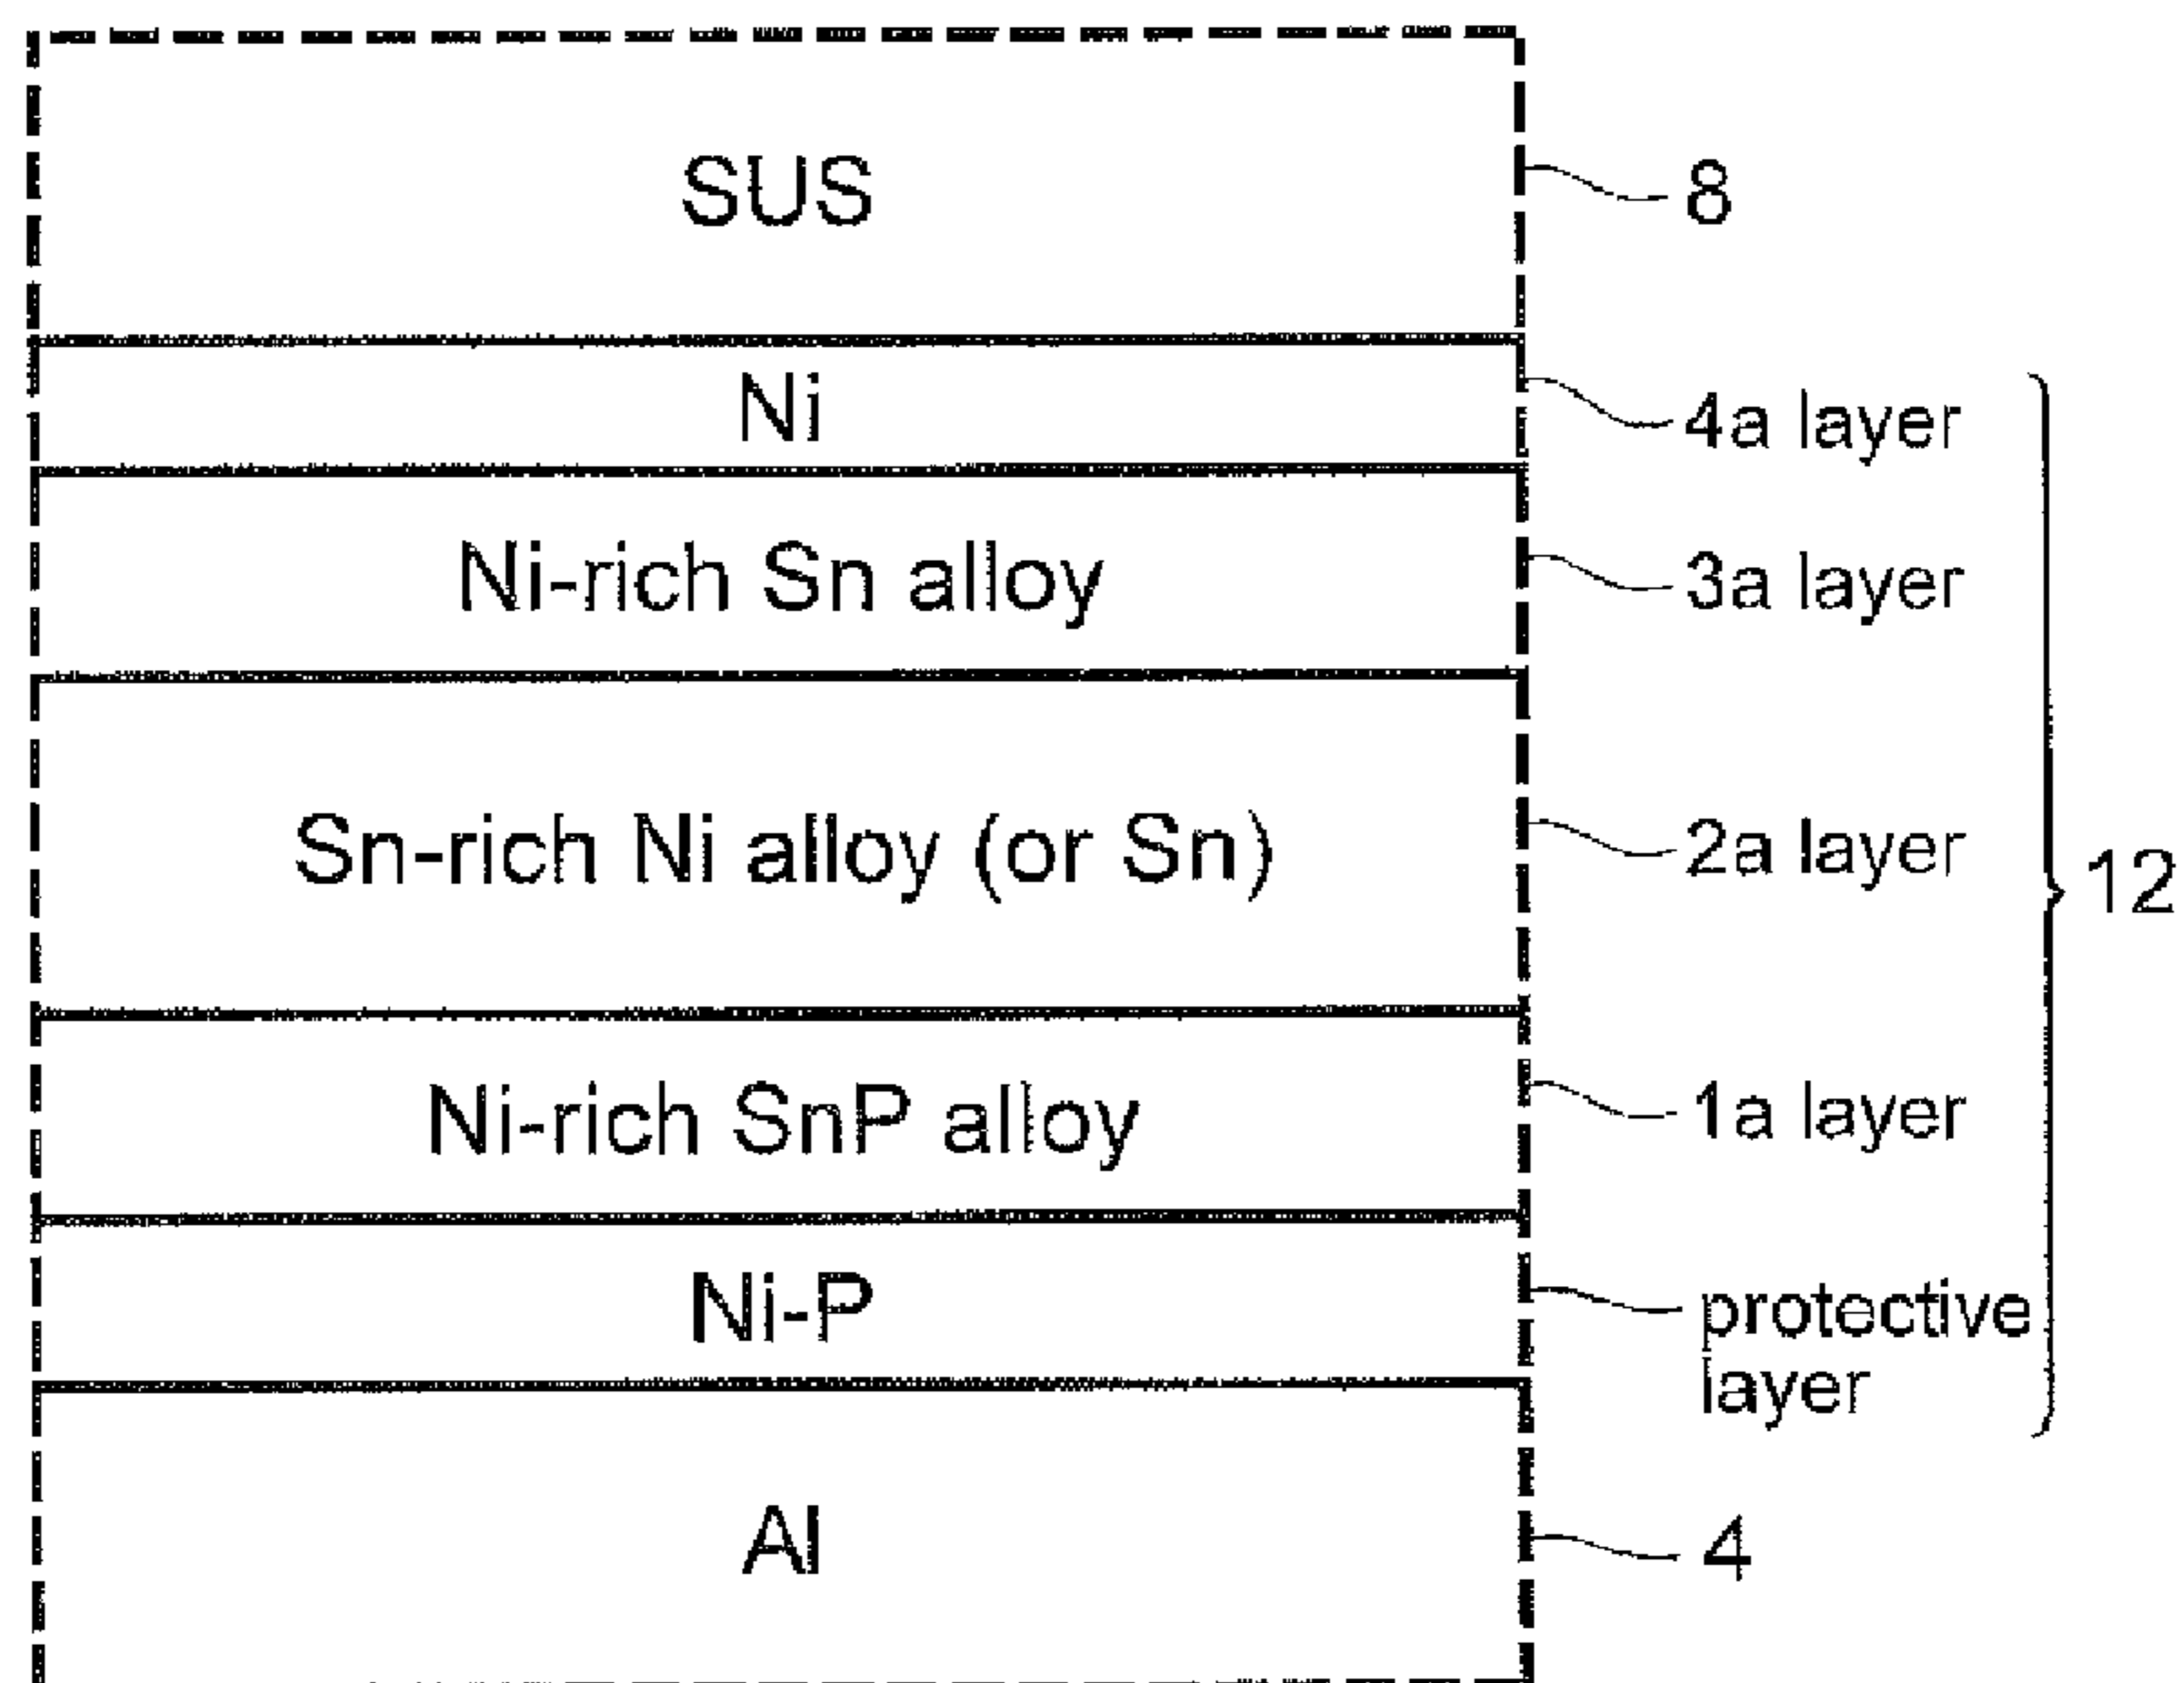 SUS 8
Ni 4a layer
Ni-rich Sn alloy 3a layer
Sn-rich Ni alloy (or Sn) 2a layer 12
Ni-rich SnP alloy 1a layer
Ni-P protective
layer
Al 4